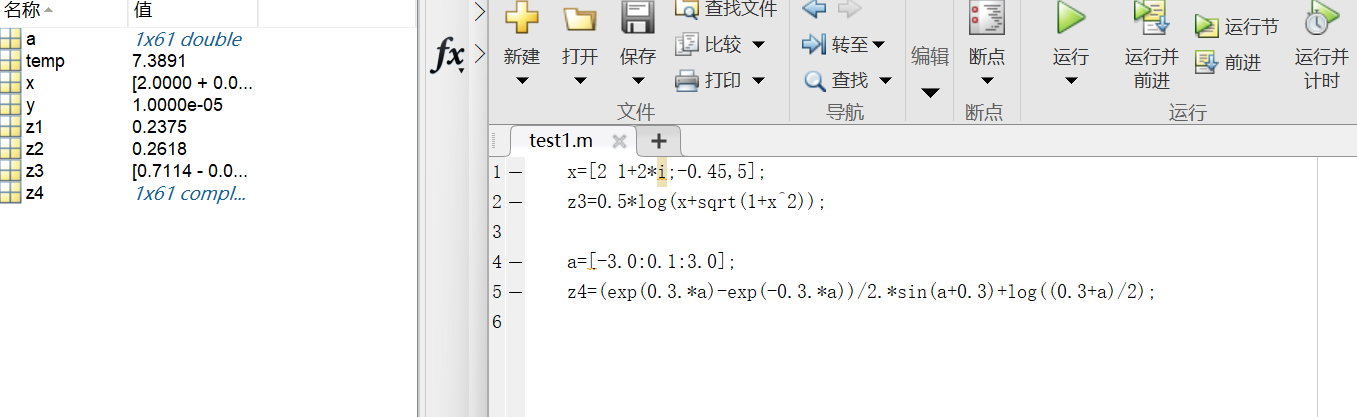 名称 值
a 1x61 double
temp 7.3891
x [2.0000 + 0.0...
y 1.0000e-05
z1 0.2375
z2 0.2618
z3 [0.7114 - 0.0...
z4 1x61 compl...
fx
新建 打开 保存 查找文件 比较 打印
文件
转至 查找
导航
编辑
断点
断点
运行 运行并前进 运行节 前进 运行并计时
运行
test1.m
1 x=[2 1+2*i;-0.45,5];
2 z3=0.5*log(x+sqrt(1+x^2));
3
4 a=[-3.0:0.1:3.0];
5 z4=(exp(0.3.*a)-exp(-0.3.*a))/2.*sin(a+0.3)+log((0.3+a)/2);
6